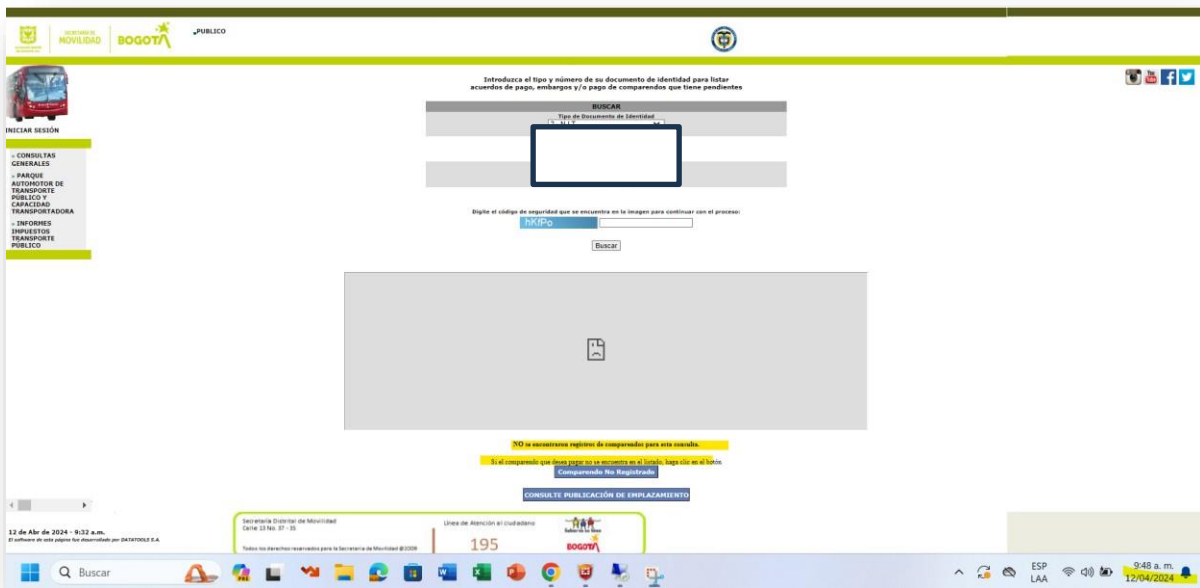 SECRETARÍA DE
MOVILIDAD
BOGOTÁ
PUBLICO
Introduzca el tipo y número de su documento de identidad para listar
acuerdos de pago, embargos y/o pago de comparendos que tiene pendientes
BUSCAR
Tipo de Documento de Identidad
INICIAR SESIÓN
» CONSULTAS
GENERALES
» PARQUE
AUTOMOTOR DE
TRANSPORTE
PÚBLICO Y
CAPACIDAD
TRANSPORTADORA
» INFORMES
IMPUESTOS
TRANSPORTE
PÚBLICO
Digite el código de seguridad que se encuentra en la imagen para continuar con el proceso:
hKfPo
Buscar
NO se encontraron registros de comparendos para esta consulta.
Si el comparendo que desea pagar no se encuentra en el listado, haga clic en el botón
Comparendo No Registrado
CONSULTE PUBLICACIÓN DE EMPLAZAMIENTO
12 de Abr de 2024 - 9:32 a.m.
El software de esta página fue desarrollado por DATATOOLS S.A.
Secretaría Distrital de Movilidad
Calle 13 No. 37 - 35
Todos los derechos reservados para la Secretaría de Movilidad @2009
Línea de Atención al ciudadano
195
BOGOTÁ
Buscar
ESP
LAA
9:48 a. m.
12/04/2024